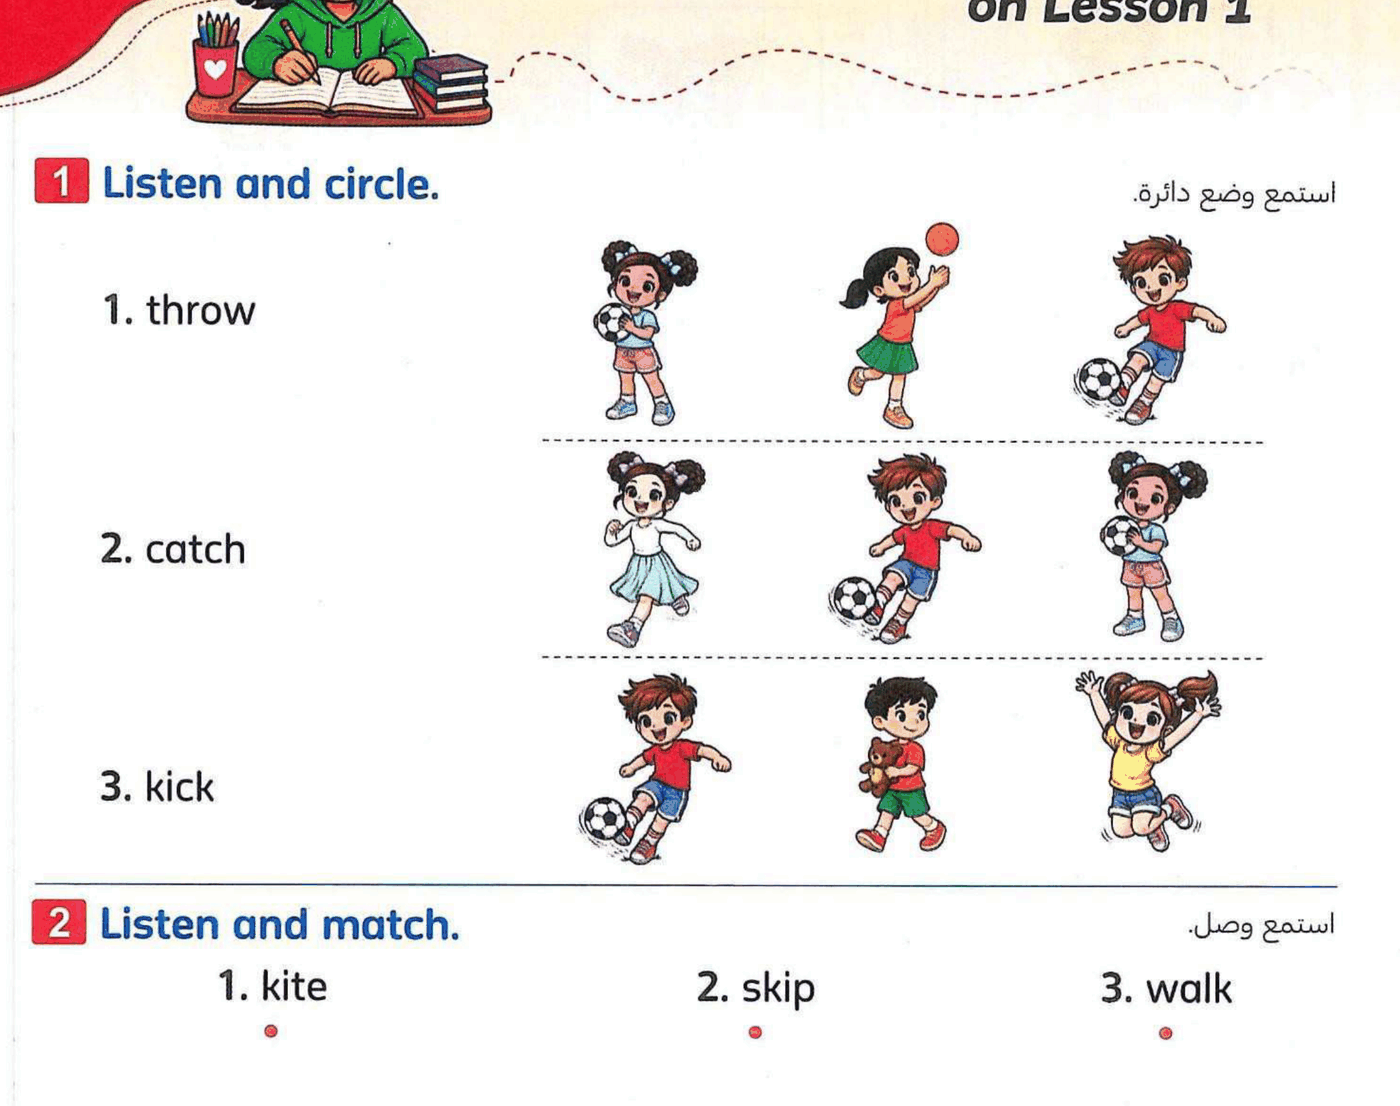 on Lesson 1
1 Listen and circle.
استمع وضع دائرة.
1. throw
2. catch
3. kick
2 Listen and match.
استمع وصل.
1. kite
2. skip
3. walk